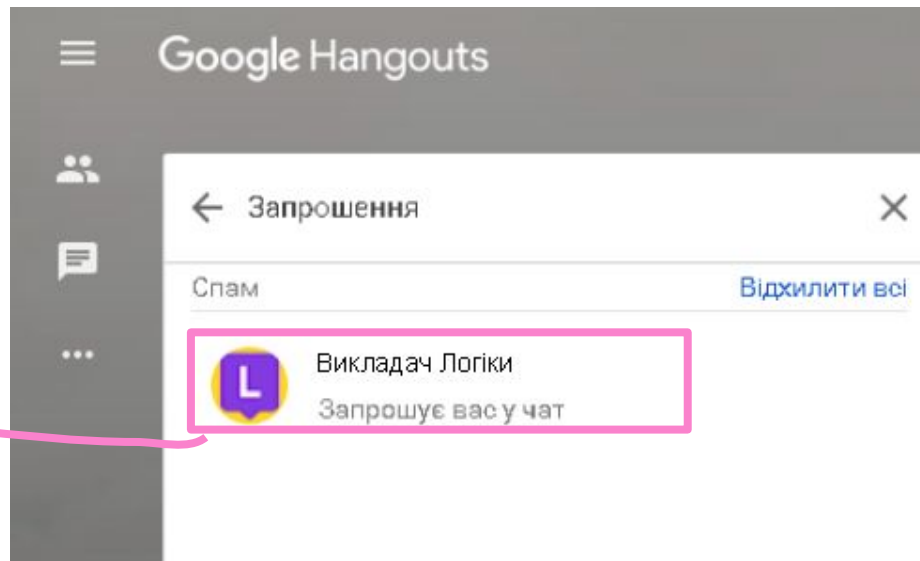 Google Hangouts
Запрошення
Спам
Відхилити всі
L
Викладач Логіки
Запрошує вас у чат